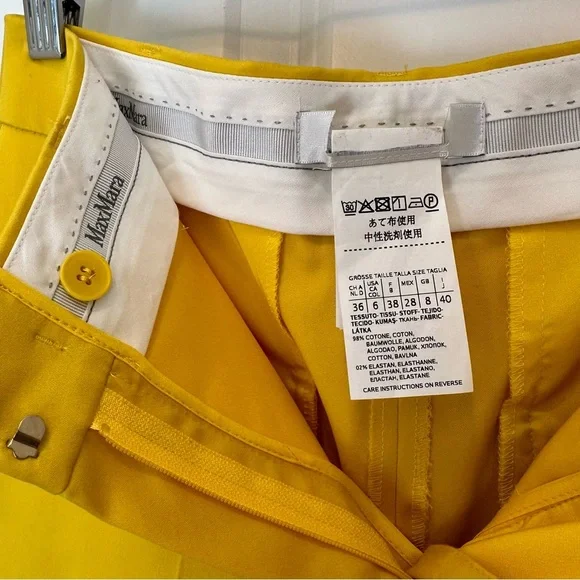 MaxMara
MaxMara
30 P
あて布使用
中性洗剤使用
GRÖSSE TAILLE TALLA SIZE TAGLIA
CH A NL D USA CA COL F B MEX GB I J
36 6 38 28 8 40
TESSUTO- TISSU- STOFF- TEJIDO-
TECIDO- KUMAŞ- ТКАНЬ- FABRIC-
LÁTKA
98% COTONE, COTON,
BAUMWOLLE, ALGODON,
ALGODAO, PAMUK, ХЛОПОК,
COTTON, BAVLNA
02% ELASTAN, ELASTHANNE,
ELASTHAN, ELASTANO,
ЕЛАСТАН, ELASTANE
CARE INSTRUCTIONS ON REVERSE